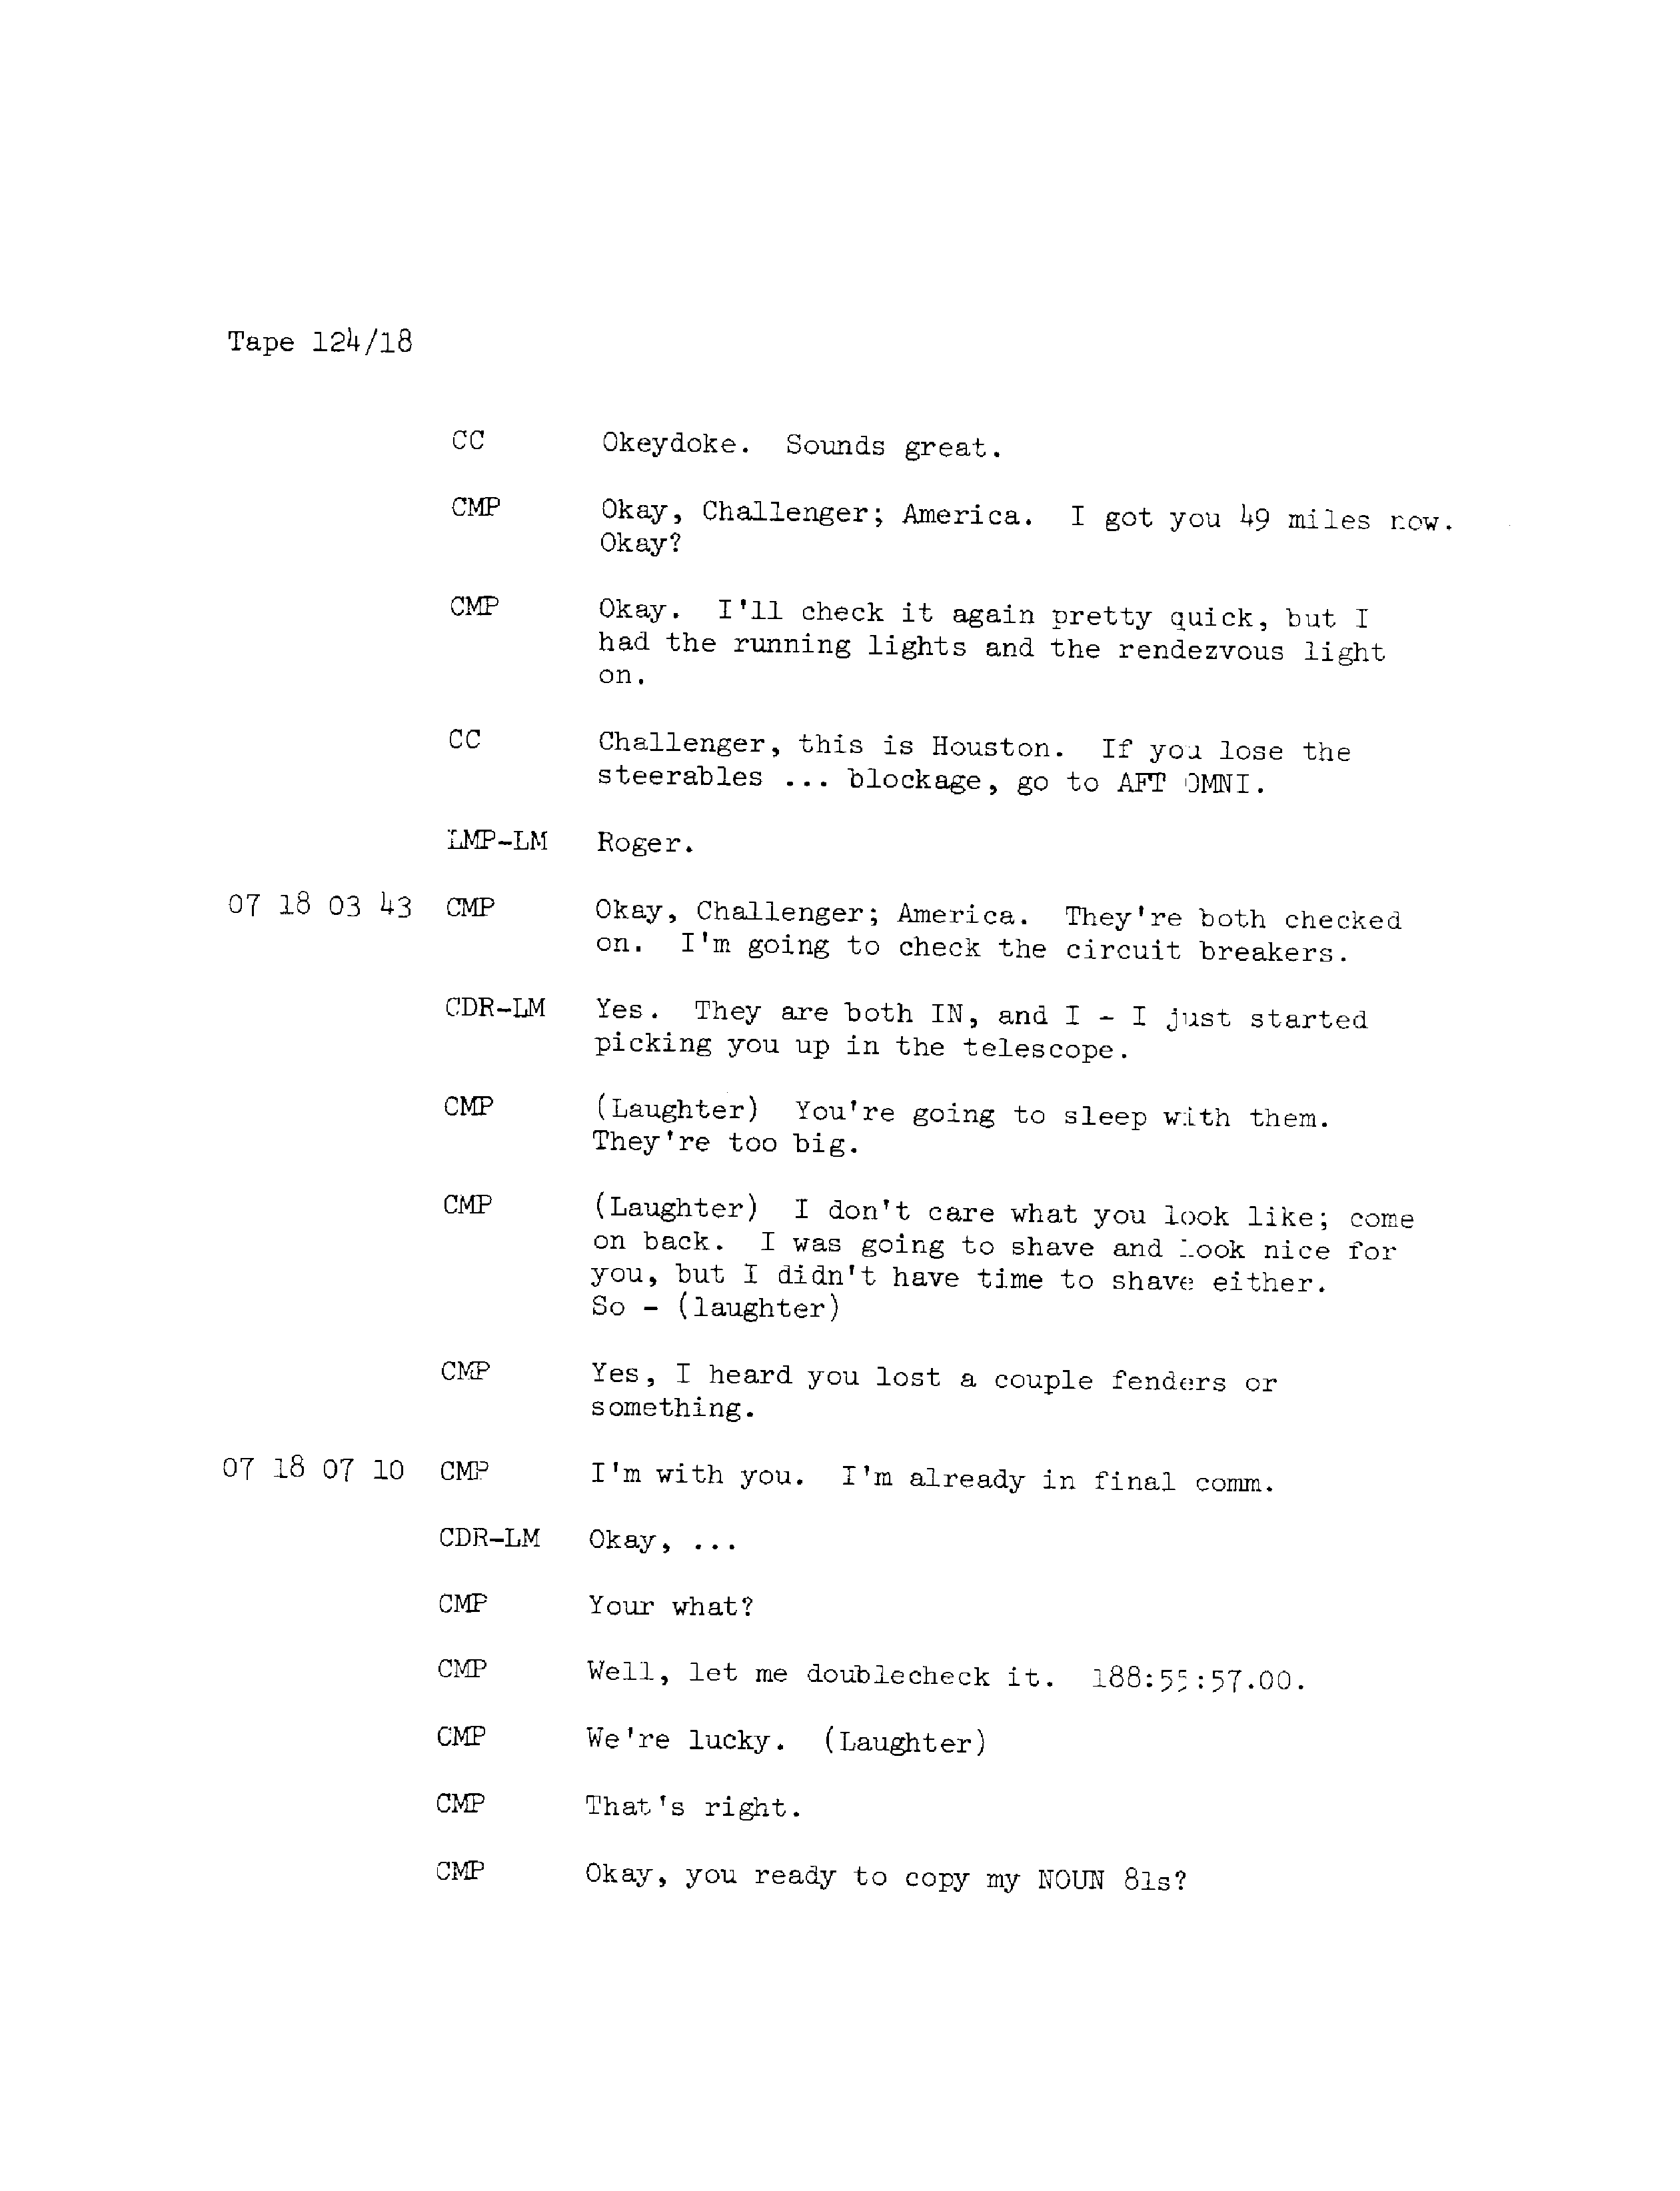 Tape 124/18
CC Okeydoke. Sounds great.
CMP Okay, Challenger; America. I got you 49 miles now.
Okay?
CMP Okay. I'll check it again pretty quick, but I
had the running lights and the rendezvous light
on.
CC Challenger, this is Houston. If you lose the
steerables ... blockage, go to AFT OMNI.
LMP-LM Roger.
07 18 03 43 CMP Okay, Challenger; America. They're both checked
on. I'm going to check the circuit breakers.
CDR-LM Yes. They are both IN, and I - I just started
picking you up in the telescope.
CMP (Laughter) You're going to sleep with them.
They're too big.
CMP (Laughter) I don't care what you look like; come
on back. I was going to shave and look nice for
you, but I didn't have time to shave either.
So - (laughter)
CMP Yes, I heard you lost a couple fenders or
something.
07 18 07 10 CMP I'm with you. I'm already in final comm.
CDR-LM Okay, ...
CMP Your what?
CMP Well, let me doublecheck it. 188:55:57.00.
CMP We're lucky. (Laughter)
CMP That's right.
CMP Okay, you ready to copy my NOUN 81s?